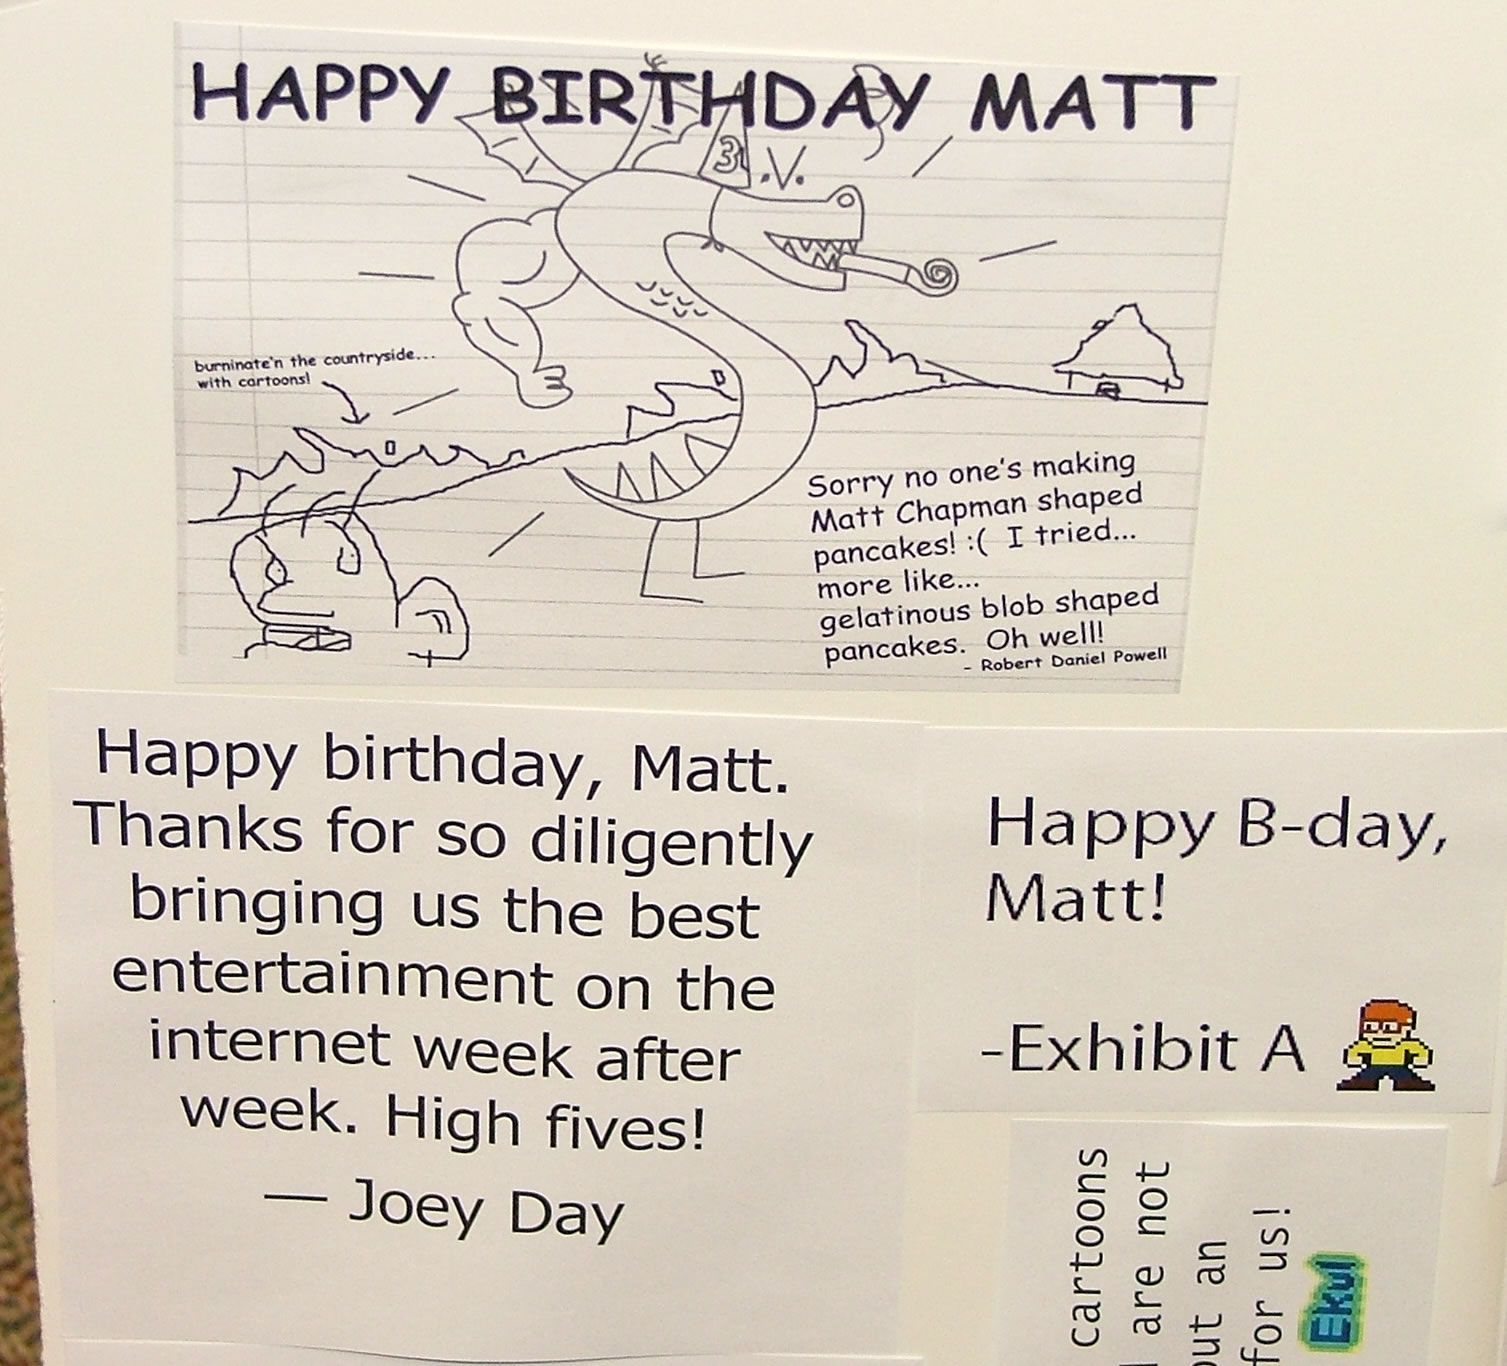 HAPPY BIRTHDAY MATT
31
.V.
burninate'n the countryside...
with cartoons!
Sorry no one's making
Matt Chapman shaped
pancakes! :( I tried...
more like...
gelatinous blob shaped
pancakes. Oh well!
- Robert Daniel Powell
Happy birthday, Matt.
Thanks for so diligently
bringing us the best
entertainment on the
internet week after
week. High fives!
— Joey Day
Happy B-day,
Matt!
-Exhibit A
cartoons
are not
an
for us!
Ekul